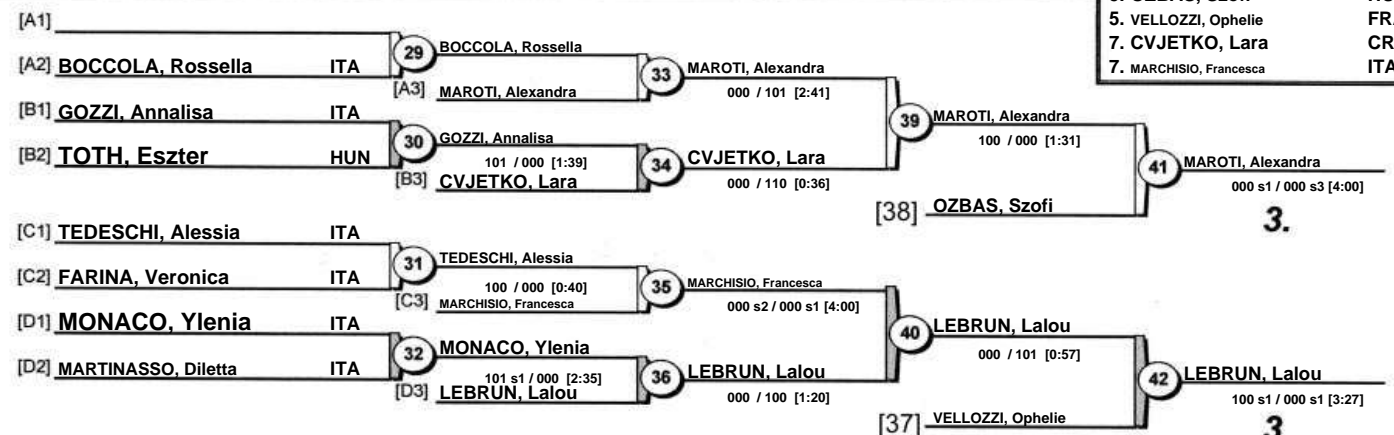 5. VELLOZZI, Ophelie FRA
7. CVJETKO, Lara CR
7. MARCHISIO, Francesca ITA
[A1]
[A2] BOCCOLA, Rossella ITA
[B1] GOZZI, Annalisa ITA
[B2] TOTH, Eszter HUN
[C1] TEDESCHI, Alessia ITA
[C2] FARINA, Veronica ITA
[D1] MONACO, Ylenia ITA
[D2] MARTINASSO, Diletta ITA
29
BOCCOLA, Rossella
[A3] MAROTI, Alexandra
30
GOZZI, Annalisa
101 / 000 [1:39]
[B3] CVJETKO, Lara
31
TEDESCHI, Alessia
100 / 000 [0:40]
[C3] MARCHISIO, Francesca
32
MONACO, Ylenia
101 s1 / 000 [2:35]
[D3] LEBRUN, Lalou
33
MAROTI, Alexandra
000 / 101 [2:41]
34
CVJETKO, Lara
000 / 110 [0:36]
35
MARCHISIO, Francesca
000 s2 / 000 s1 [4:00]
36
LEBRUN, Lalou
000 / 100 [1:20]
39
MAROTI, Alexandra
100 / 000 [1:31]
[38] OZBAS, Szofi
40
LEBRUN, Lalou
000 / 101 [0:57]
[37] VELLOZZI, Ophelie
41
MAROTI, Alexandra
000 s1 / 000 s3 [4:00]
3.
42
LEBRUN, Lalou
100 s1 / 000 s1 [3:27]
3